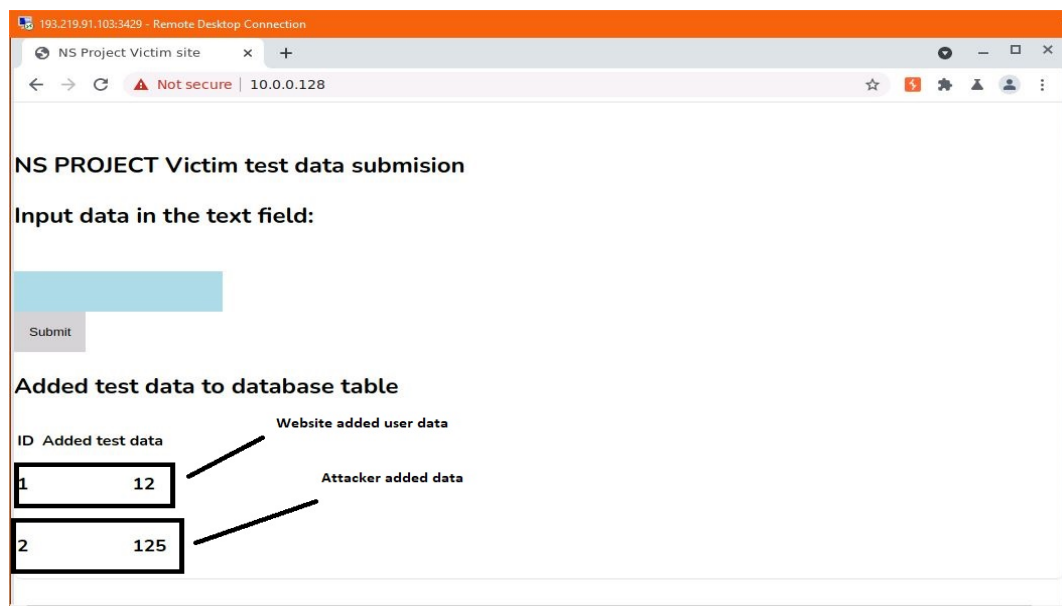 193.219.91.103:3429 - Remote Desktop Connection
NS Project Victim site
Not secure | 10.0.0.128
NS PROJECT Victim test data submision
Input data in the text field:
Submit
Added test data to database table
Website added user data
ID Added test data
Attacker added data
1 12
2 125